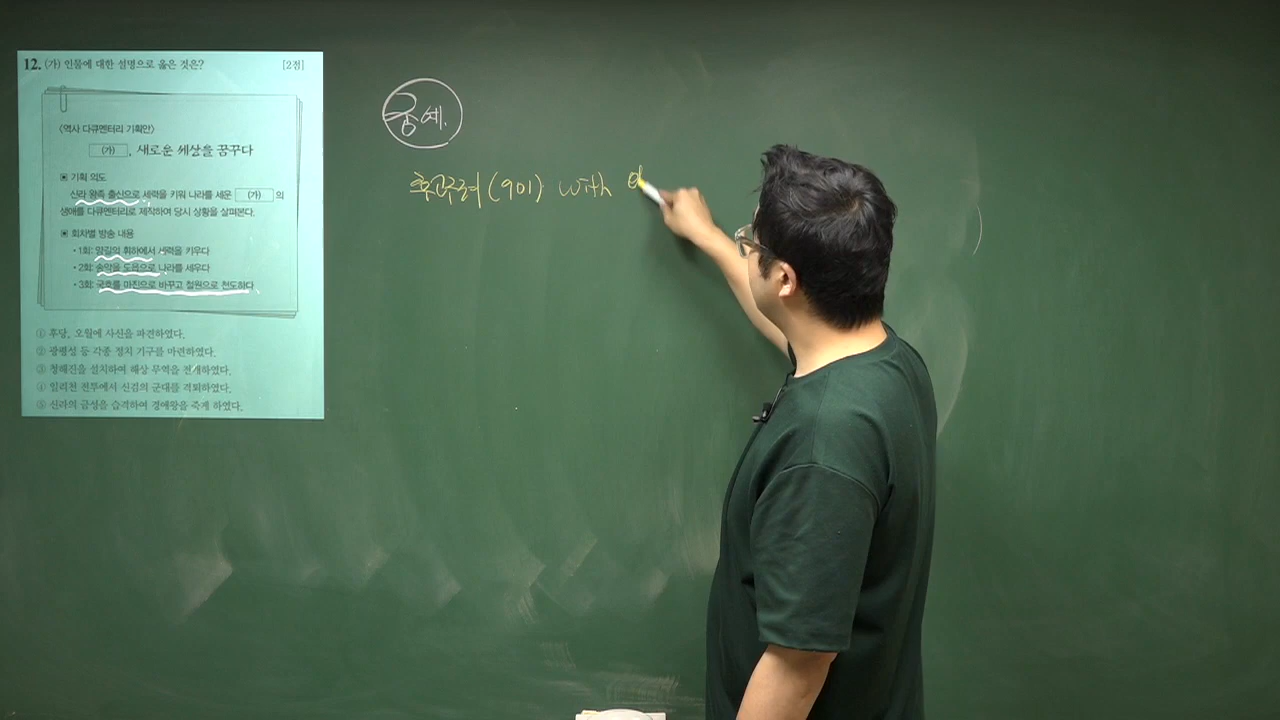 12. (가) 인물에 대한 설명으로 옳은 것은? [2점]
<역사 다큐멘터리 기획안>
(가), 새로운 세상을 꿈꾸다
▣ 기획 의도
신라 왕족 출신으로 세력을 키워 나라를 세운 (가) 의
생애를 다큐멘터리로 제작하여 당시 상황을 살펴본다.
▣ 회차별 방송 내용
• 1회: 양길의 휘하에서 세력을 키우다
• 2회: 송악을 도읍으로 나라를 세우다
• 3회: 국호를 마진으로 바꾸고 철원으로 천도하다
① 후당, 오월에 사신을 파견하였다.
② 광평성 등 각종 정치 기구를 마련하였다.
③ 청해진을 설치하여 해상 무역을 전개하였다.
④ 일리천 전투에서 신검의 군대를 격퇴하였다.
⑤ 신라의 금성을 습격하여 경애왕을 죽게 하였다.
궁예.
후고구려(901) with